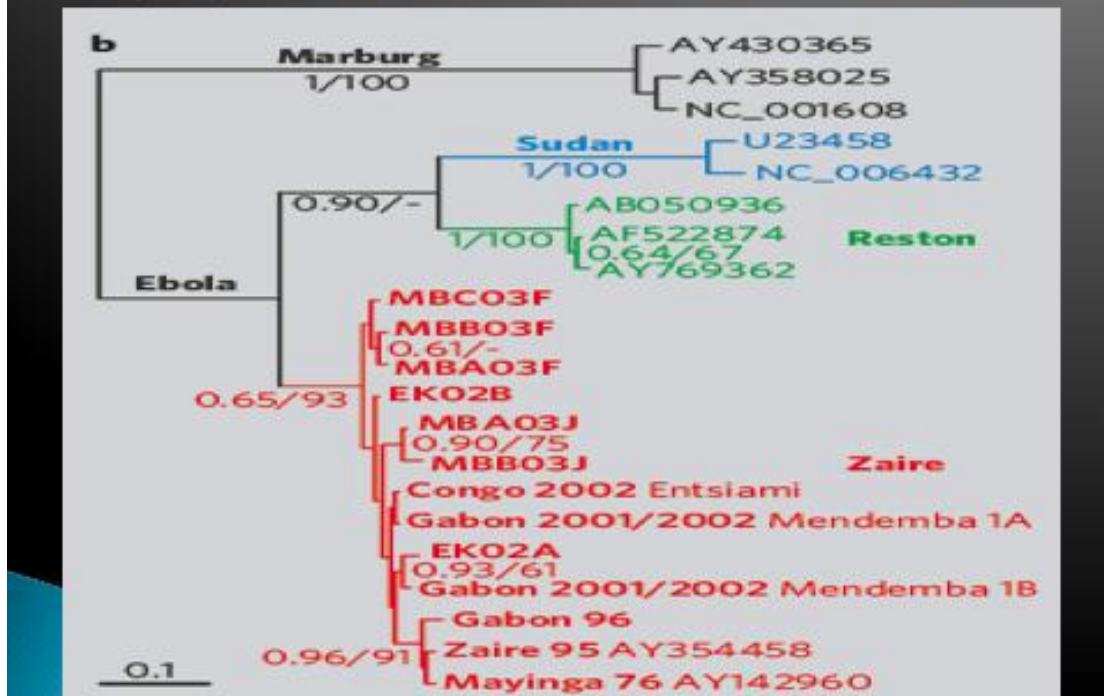 b
Marburg
1/100
AY430365
AY358025
NC_001608
Sudan
1/100
U23458
NC_006432
0.90/-
1/100
AB050936
AF522874
0.64/67
AY769362
Reston
Ebola
MBC03F
MBB03F
0.61/-
MBA03F
0.65/93
EK02B
MBA03J
0.90/75
MBB03J
Zaire
Congo 2002 Entsiami
Gabon 2001/2002 Mendemba 1A
EK02A
0.93/61
Gabon 2001/2002 Mendemba 1B
Gabon 96
0.96/91
Zaire 95 AY354458
Mayinga 76 AY142960
0.1